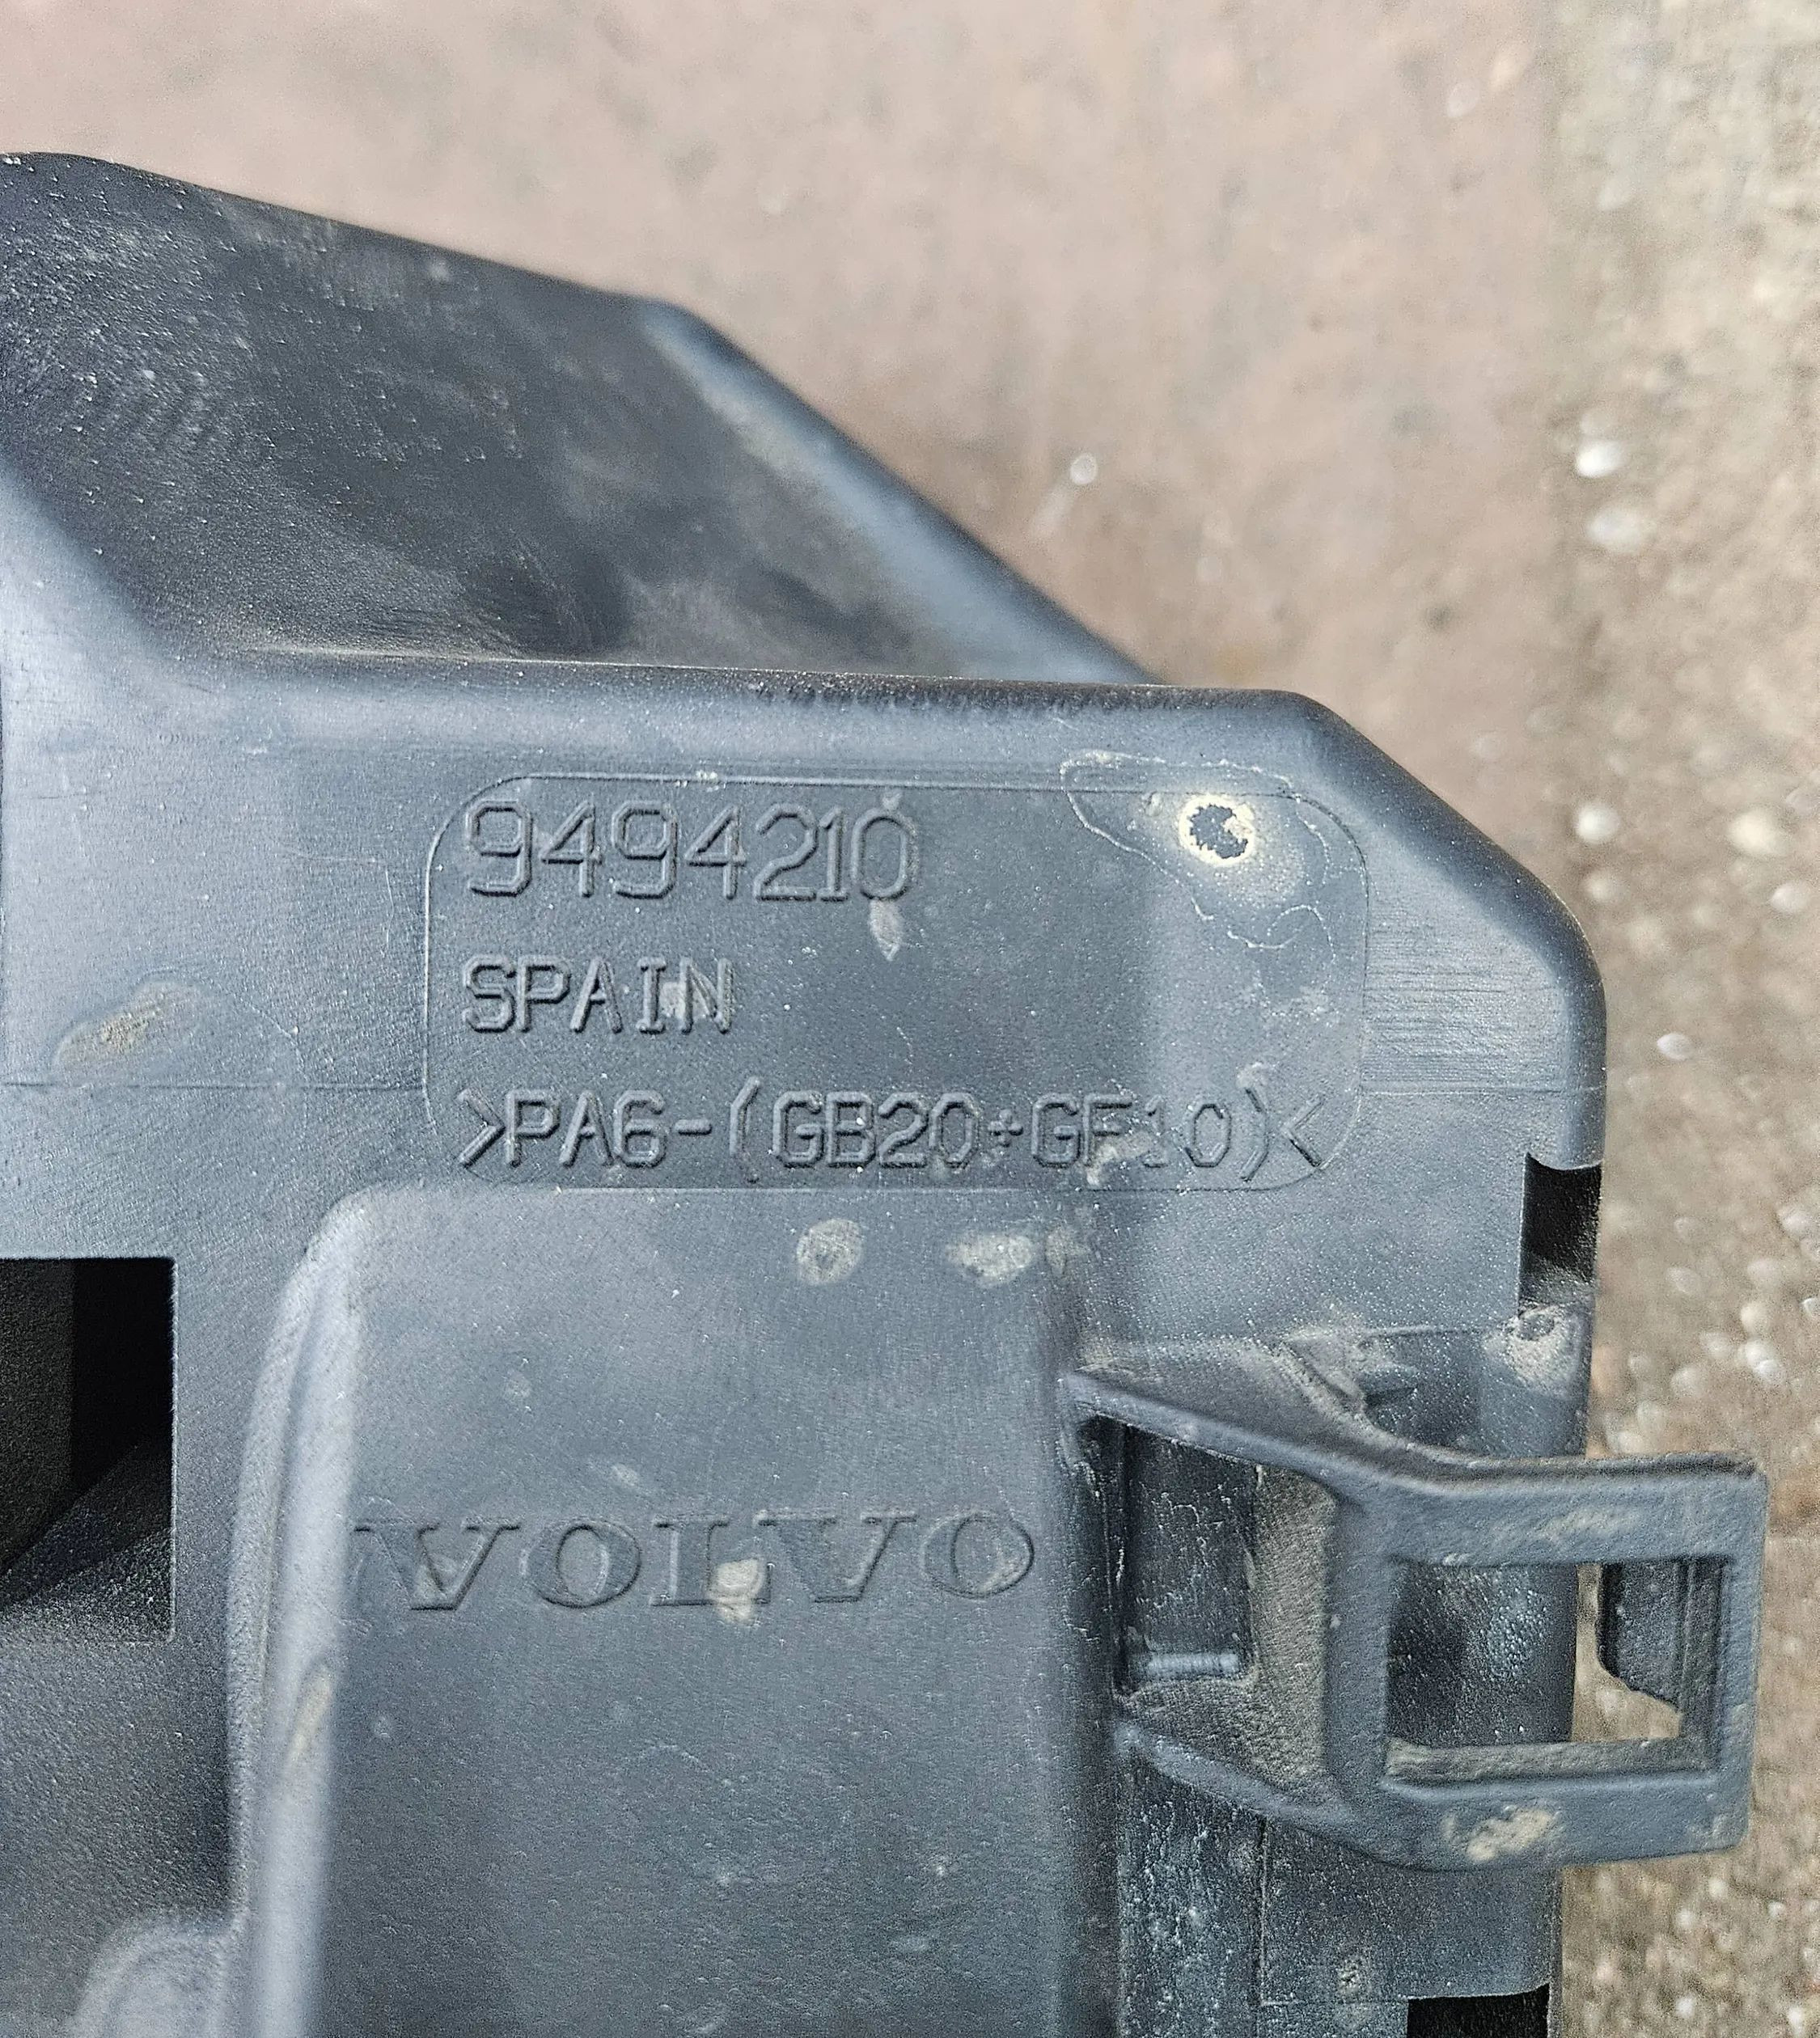 9494210
SPAIN
>PA6-(GB20+GF10)<
VOLVO